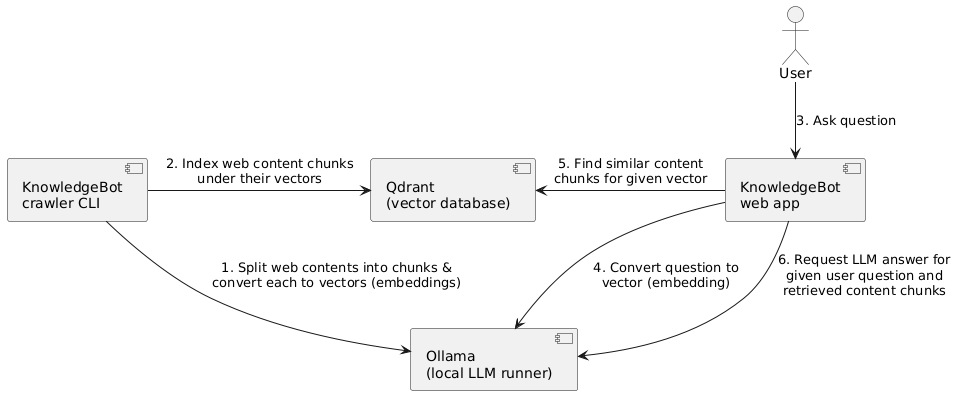 User
3. Ask question
KnowledgeBot
crawler CLI
2. Index web content chunks
under their vectors
Qdrant
(vector database)
5. Find similar content
chunks for given vector
KnowledgeBot
web app
1. Split web contents into chunks &
convert each to vectors (embeddings)
4. Convert question to
vector (embedding)
6. Request LLM answer for
given user question and
retrieved content chunks
Ollama
(local LLM runner)